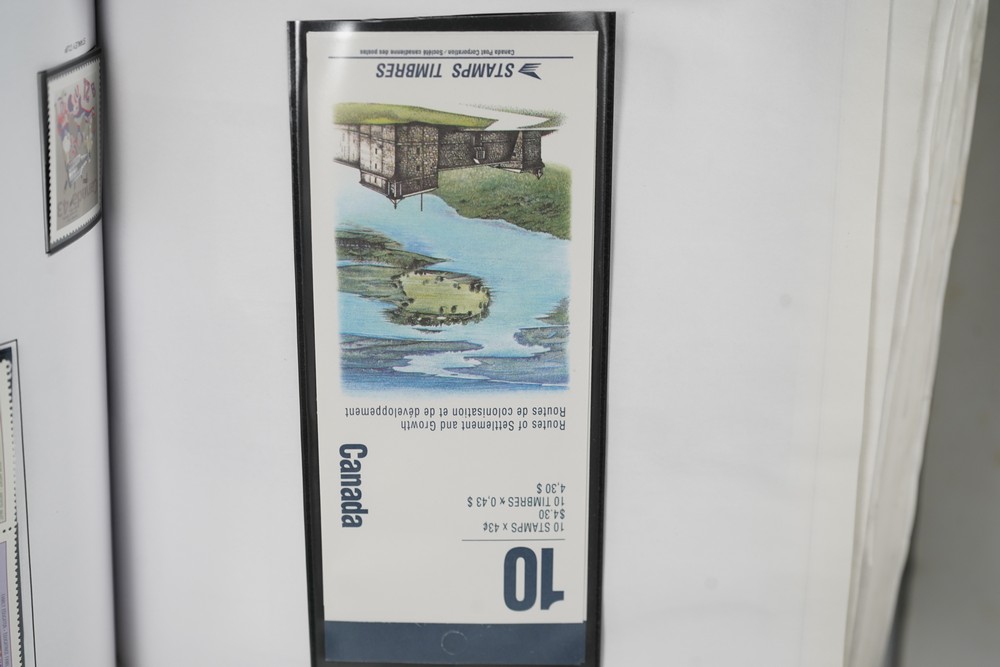 10
10 STAMPS x 43¢
$4.30
10 TIMBRES x 0,43 $
4,30 $
Canada
Routes of Settlement and Growth
Routes de colonisation et de développement
STAMPS TIMBRES
Canada Post Corporation / Société canadienne des postes